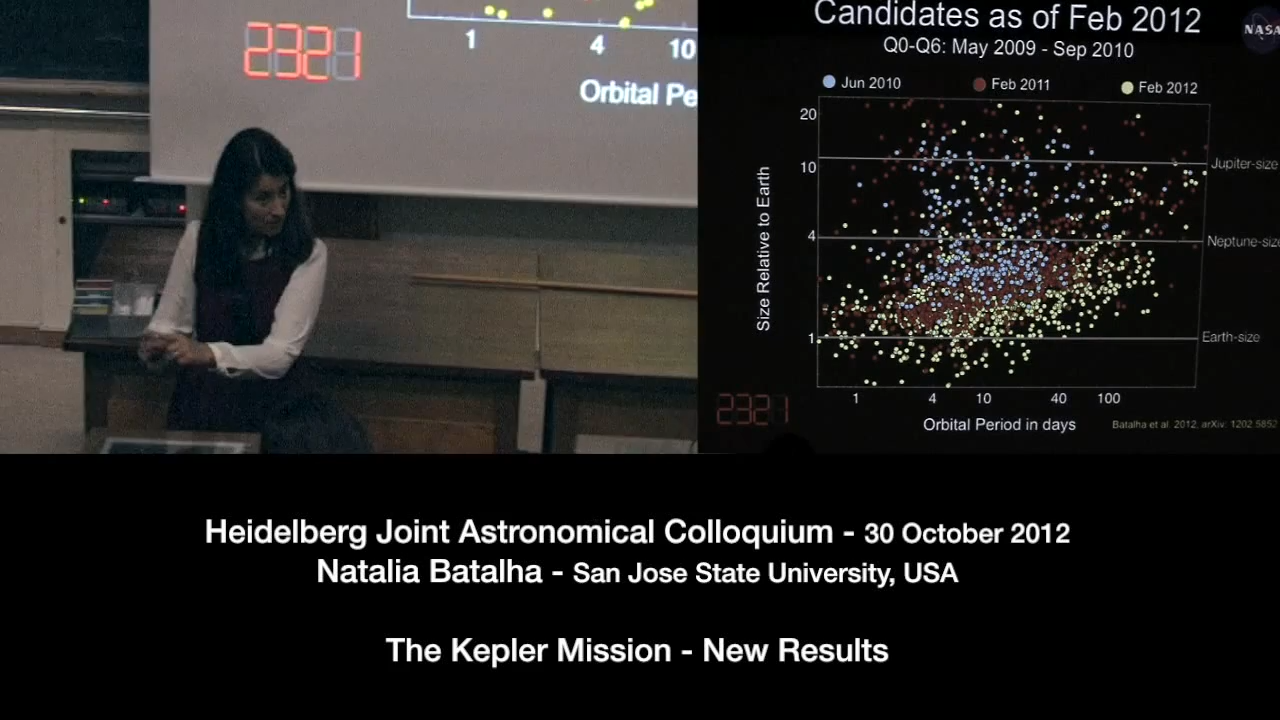 2321
1
4
10
Orbital Pe
Candidates as of Feb 2012
Q0-Q6: May 2009 - Sep 2010
NASA
Jun 2010
Feb 2011
Feb 2012
20
10
4
1
Size Relative to Earth
Jupiter-size
Neptune-size
Earth-size
1 4 10 40 100
Orbital Period in days
Batalha et al. 2012, arXiv: 1202.5852
2321
Heidelberg Joint Astronomical Colloquium - 30 October 2012
Natalia Batalha - San Jose State University, USA
The Kepler Mission - New Results